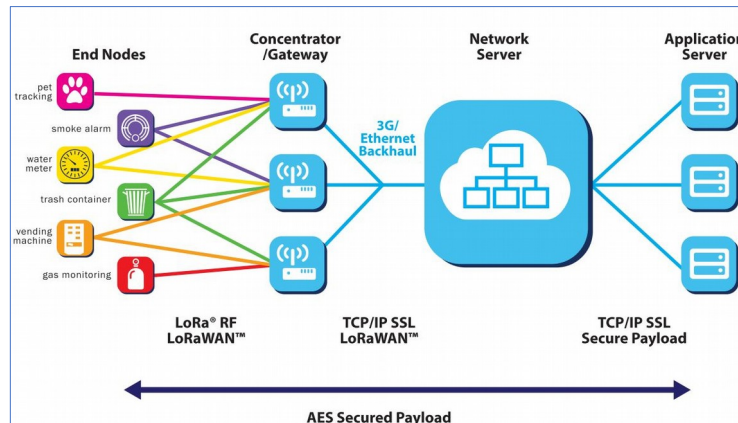 End Nodes
Concentrator
/Gateway
Network
Server
Application
Server
pet
tracking
smoke alarm
water
meter
trash container
vending
machine
gas monitoring
3G/
Ethernet
Backhaul
LoRa® RF
LoRaWAN™
TCP/IP SSL
LoRaWAN™
TCP/IP SSL
Secure Payload
AES Secured Payload